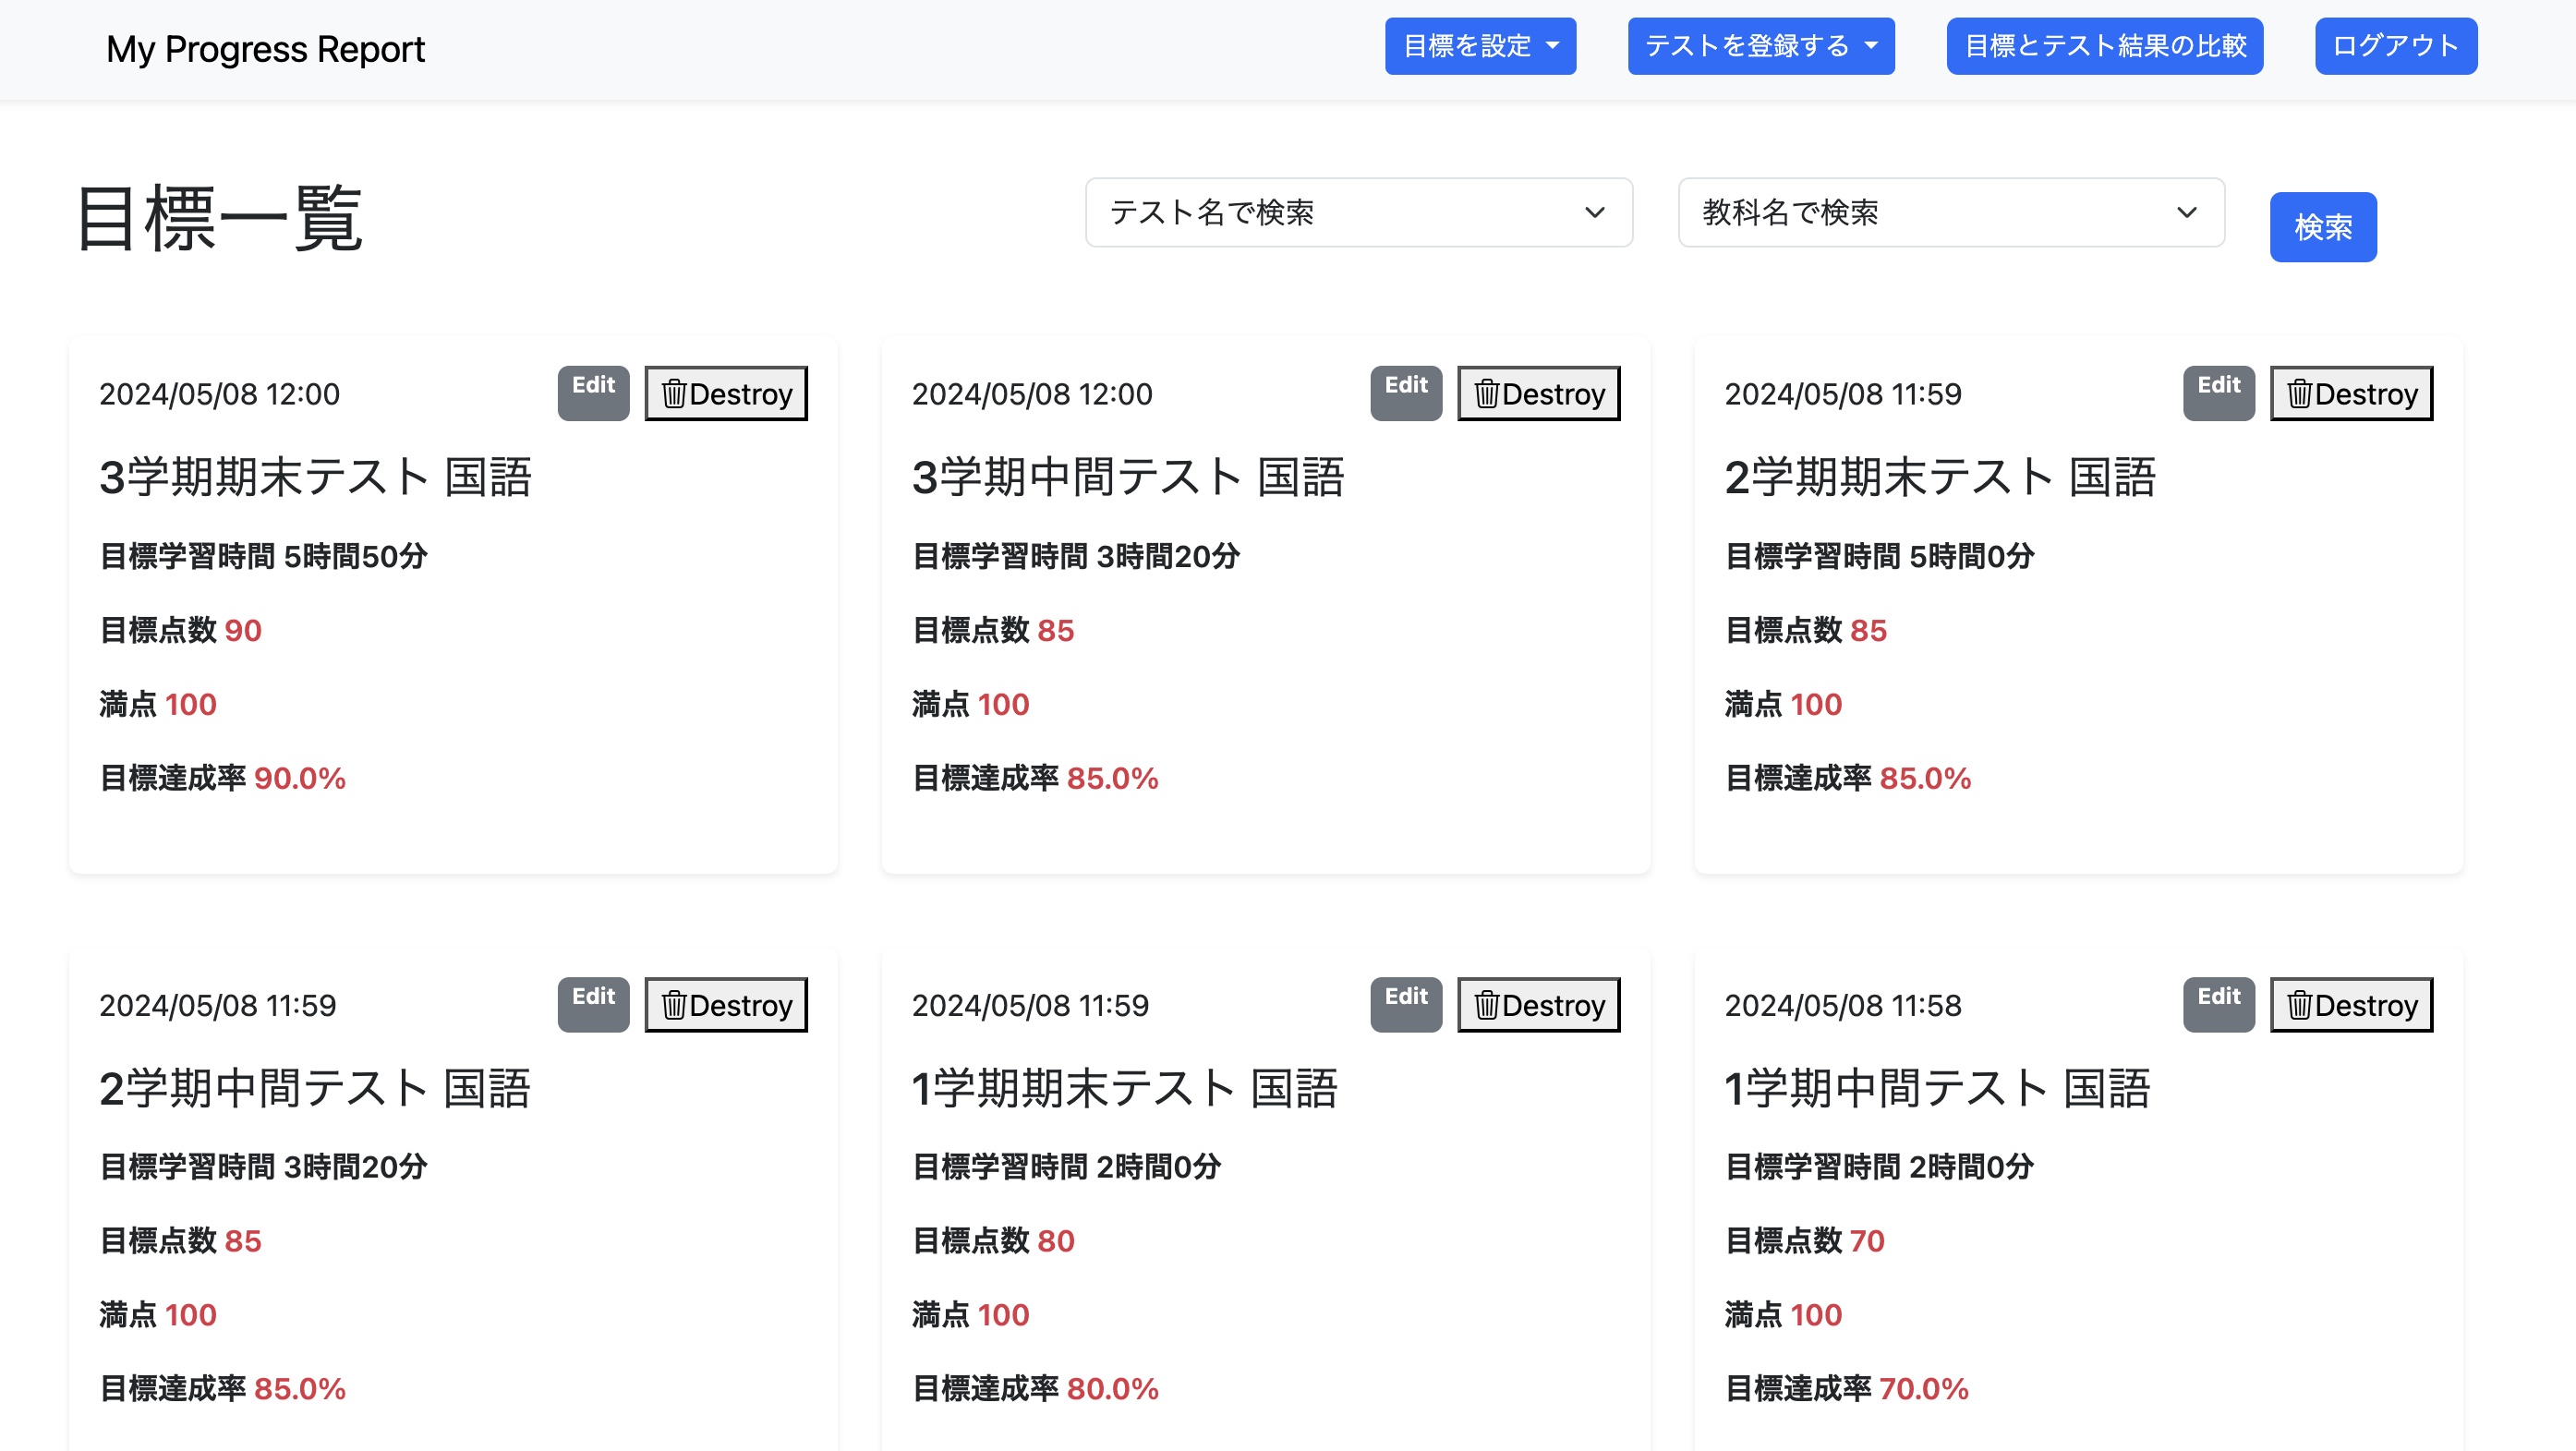 My Progress Report
目標を設定
テストを登録する
目標とテスト結果の比較
ログアウト
目標一覧
テスト名で検索
教科名で検索
検索
2024/05/08 12:00 Edit Destroy
3学期期末テスト 国語
目標学習時間 5時間50分
目標点数 90
満点 100
目標達成率 90.0%
2024/05/08 12:00 Edit Destroy
3学期中間テスト 国語
目標学習時間 3時間20分
目標点数 85
満点 100
目標達成率 85.0%
2024/05/08 11:59 Edit Destroy
2学期期末テスト 国語
目標学習時間 5時間0分
目標点数 85
満点 100
目標達成率 85.0%
2024/05/08 11:59 Edit Destroy
2学期中間テスト 国語
目標学習時間 3時間20分
目標点数 85
満点 100
目標達成率 85.0%
2024/05/08 11:59 Edit Destroy
1学期期末テスト 国語
目標学習時間 2時間0分
目標点数 80
満点 100
目標達成率 80.0%
2024/05/08 11:58 Edit Destroy
1学期中間テスト 国語
目標学習時間 2時間0分
目標点数 70
満点 100
目標達成率 70.0%